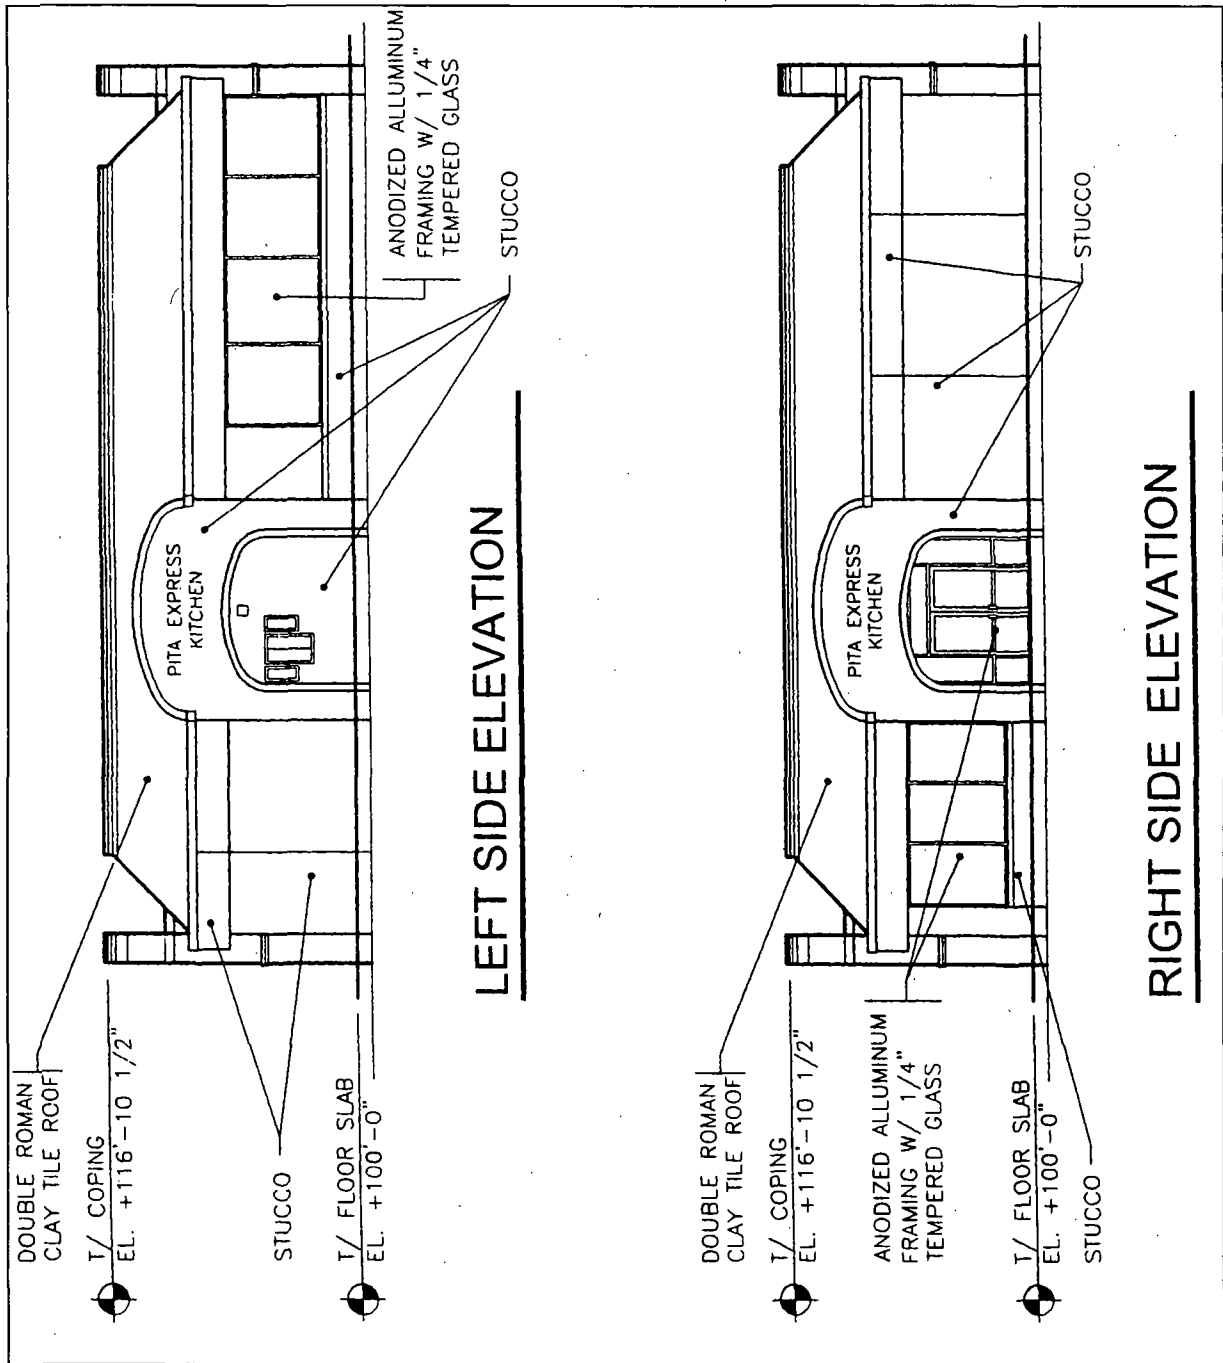 DOUBLE ROMAN
CLAY TILE ROOF
T/ COPING
EL. +116'-10 1/2"
STUCCO
T/ FLOOR SLAB
EL. +100'-0"
PITA EXPRESS
KITCHEN
ANODIZED ALLUMINUM
FRAMING W/ 1/4"
TEMPERED GLASS
STUCCO
LEFT SIDE ELEVATION
DOUBLE ROMAN
CLAY TILE ROOF
T/ COPING
EL. +116'-10 1/2"
ANODIZED ALLUMINUM
FRAMING W/ 1/4"
TEMPERED GLASS
T/ FLOOR SLAB
EL. +100'-0"
STUCCO
PITA EXPRESS
KITCHEN
STUCCO
RIGHT SIDE ELEVATION